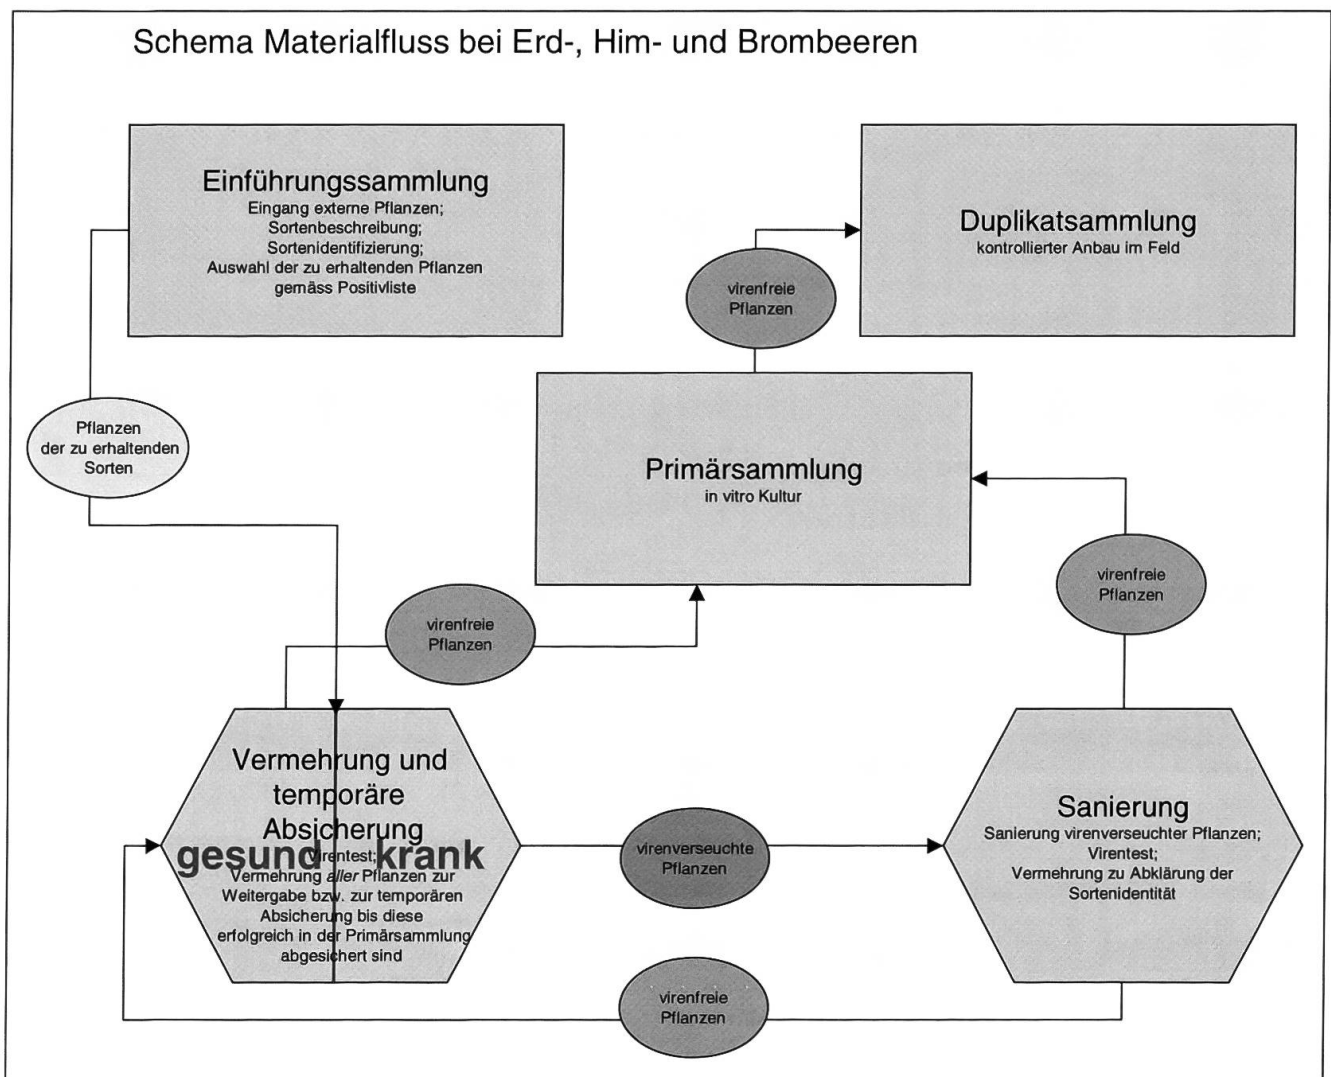 Schema Materialfluss bei Erd-, Him- und Brombeeren
Einführungssammlung
Eingang externe Pflanzen;
Sortenbeschreibung;
Sortenidentifizierung;
Auswahl der zu erhaltenden Pflanzen
gemäss Positivliste
Duplikatsammlung
kontrollierter Anbau im Feld
virenfreie
Pflanzen
Pflanzen
der zu erhaltenden
Sorten
Primärsammlung
in vitro Kultur
virenfreie
Pflanzen
virenfreie
Pflanzen
Vermehrung und
temporäre
Absicherung
gesund krank
Virentest;
Vermehrung aller Pflanzen zur
Weitergabe bzw. zur temporären
Absicherung bis diese
erfolgreich in der Primärsammlung
abgesichert sind
virenverseuchte
Pflanzen
Sanierung
Sanierung virenverseuchter Pflanzen;
Virentest;
Vermehrung zu Abklärung der
Sortenidentität
virenfreie
Pflanzen